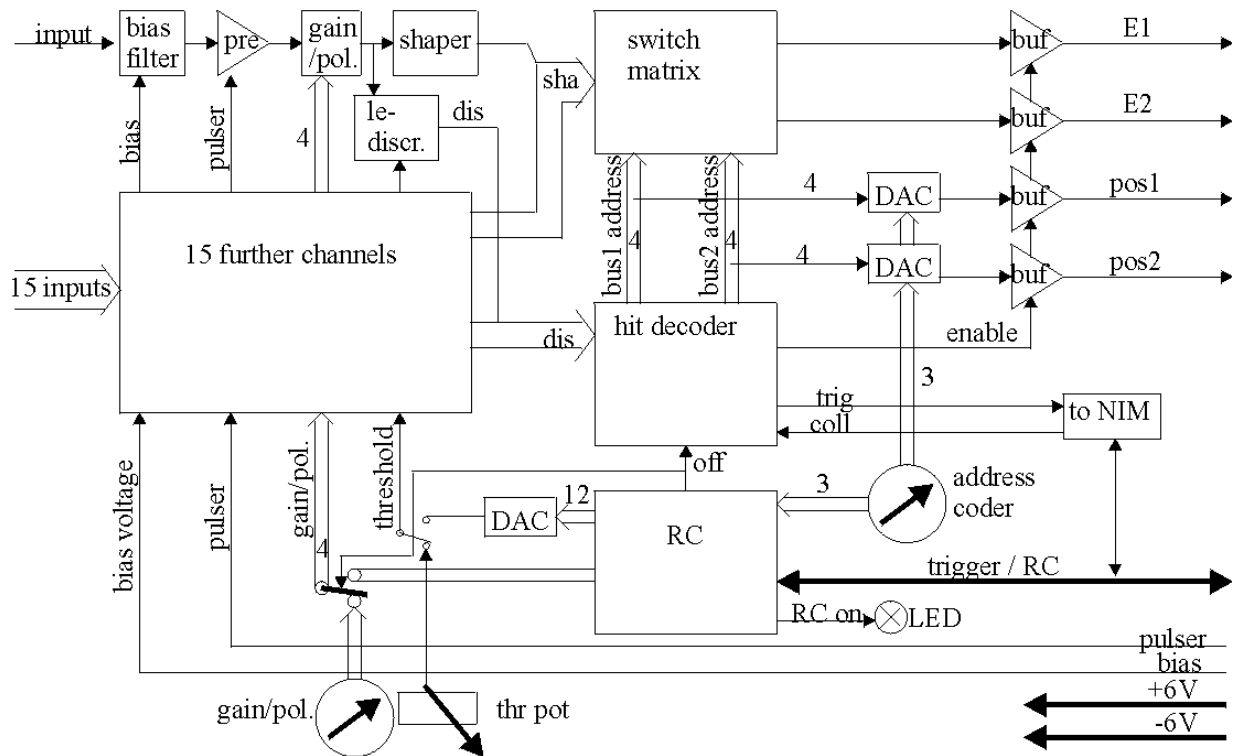 input
bias
filter
pre
gain
/pol.
shaper
switch
matrix
buf
E1
sha
le-
discr.
dis
buf
E2
bias
pulser
4
bus1 address
4
bus2 address
4
4
DAC
buf
pos1
15 further channels
4
DAC
buf
pos2
15 inputs
dis
hit decoder
enable
3
trig
coll
to NIM
off
bias voltage
pulser
gain/pol.
4
threshold
DAC
12
RC
3
address
coder
trigger / RC
RC on
LED
pulser
bias
gain/pol.
thr pot
+6V
-6V